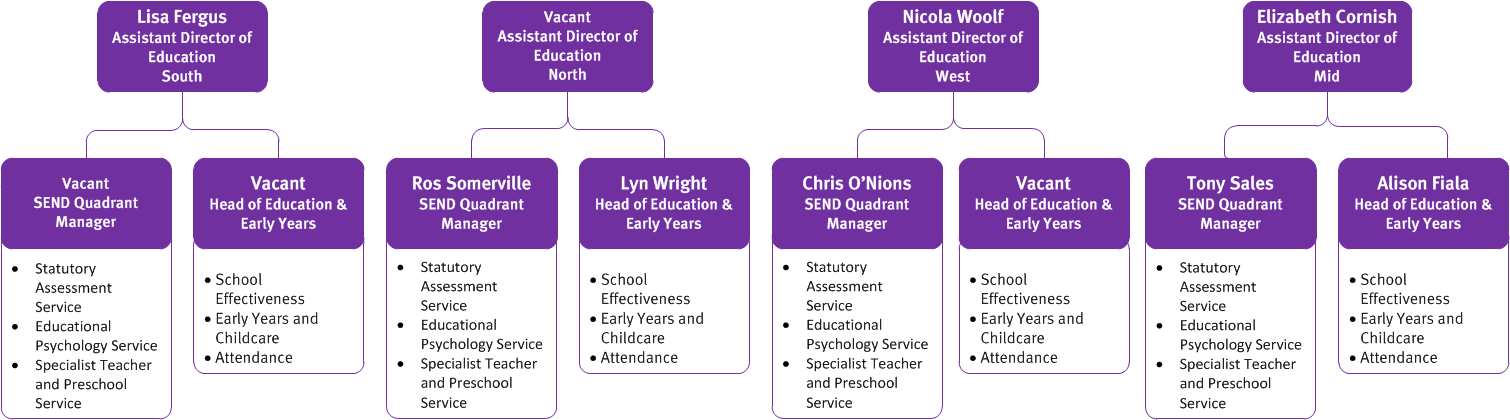 Lisa Fergus
Assistant Director of
Education
South
Vacant
Assistant Director of
Education
North
Nicola Woolf
Assistant Director of
Education
West
Elizabeth Cornish
Assistant Director of
Education
Mid
Vacant
SEND Quadrant
Manager
• Statutory
Assessment
Service
• Educational
Psychology Service
• Specialist Teacher
and Preschool
Service
Vacant
Head of Education &
Early Years
• School
Effectiveness
• Early Years and
Childcare
• Attendance
Ros Somerville
SEND Quadrant
Manager
• Statutory
Assessment
Service
• Educational
Psychology Service
• Specialist Teacher
and Preschool
Service
Lyn Wright
Head of Education &
Early Years
• School
Effectiveness
• Early Years and
Childcare
• Attendance
Chris O’Nions
SEND Quadrant
Manager
• Statutory
Assessment
Service
• Educational
Psychology Service
• Specialist Teacher
and Preschool
Service
Vacant
Head of Education &
Early Years
• School
Effectiveness
• Early Years and
Childcare
• Attendance
Tony Sales
SEND Quadrant
Manager
• Statutory
Assessment
Service
• Educational
Psychology Service
• Specialist Teacher
and Preschool
Service
Alison Fiala
Head of Education &
Early Years
• School
Effectiveness
• Early Years and
Childcare
• Attendance